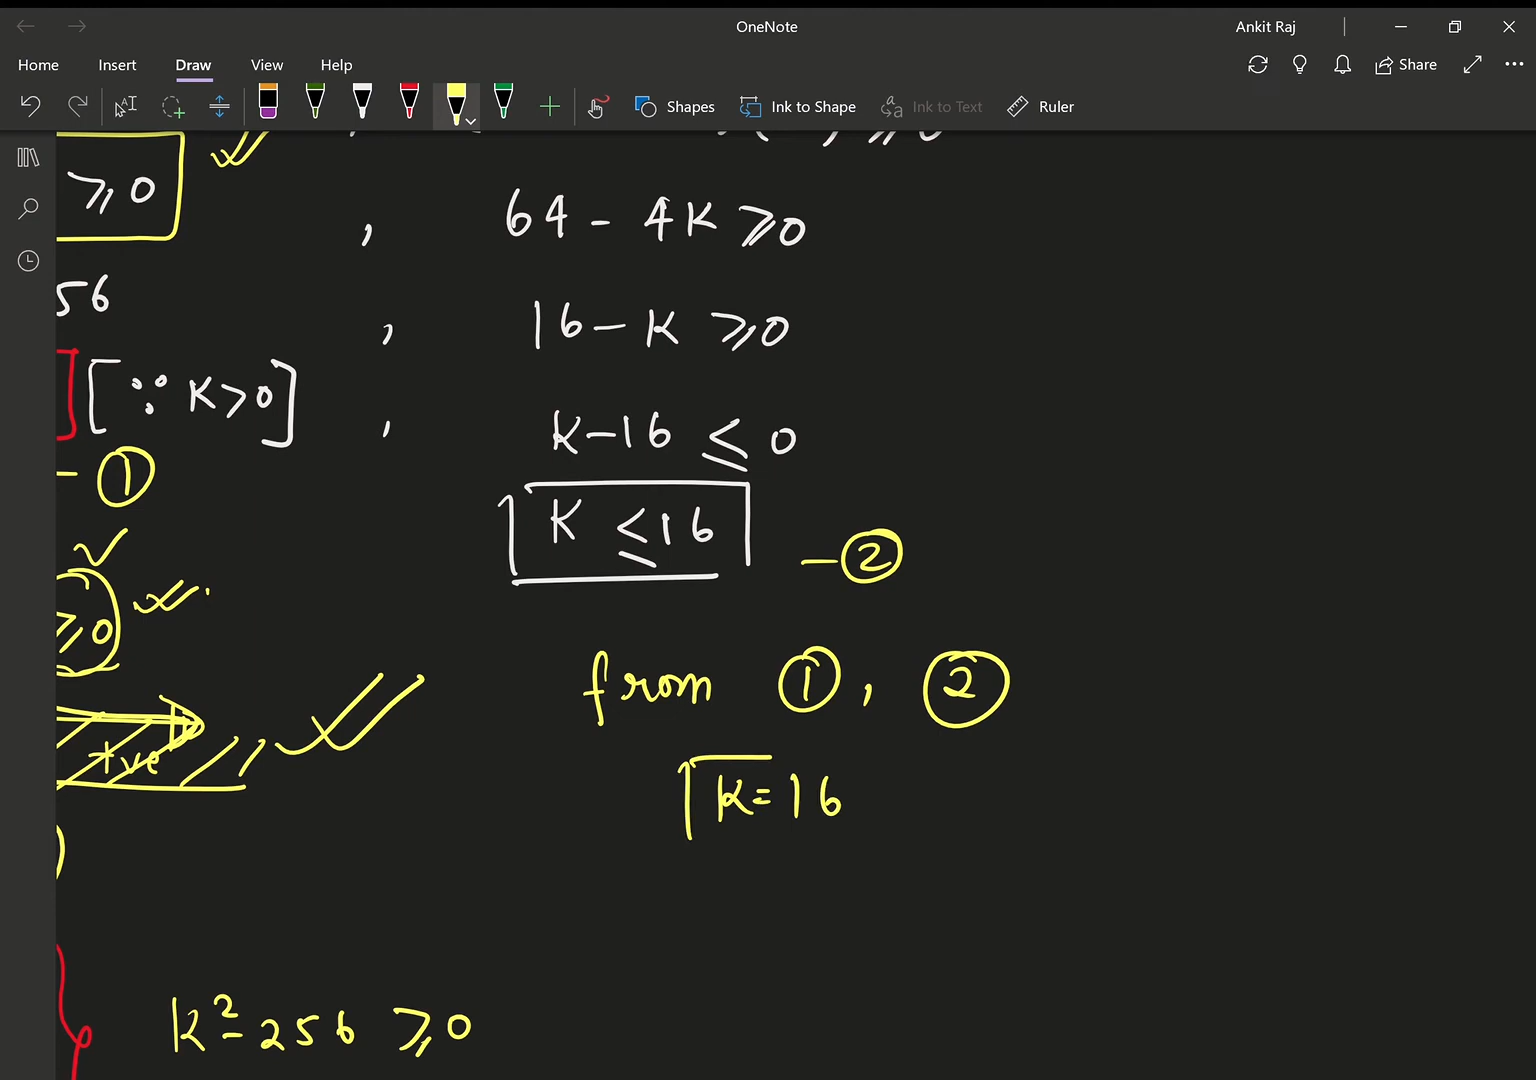 OneNote
Ankit Raj
Home Insert Draw View Help
Share
Shapes Ink to Shape Ink to Text Ruler
≥0 , 64 - 4K ≥0
56 , 16 - K ≥0
[∵ K>0] , K-16 ≤ 0
- ①
K ≤ 16 - ②
≥0
from ①, ②
+ve
K=16
K²-256 ≥0